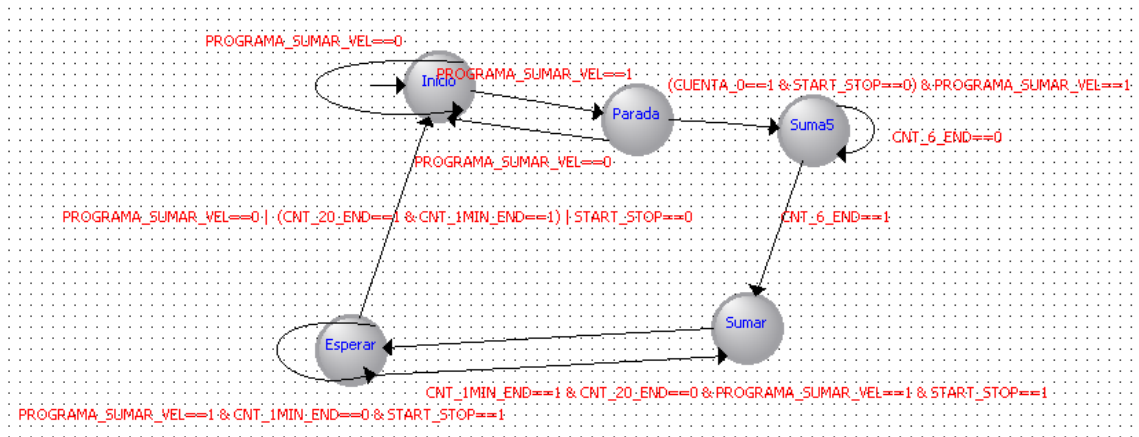 PROGRAMA_SUMAR_VEL==0
Inicio
PROGRAMA_SUMAR_VEL==1
(CUENTA_0==1 & START_STOP==0) & PROGRAMA_SUMAR_VEL==1
Parada
Suma5
CNT_6_END==0
PROGRAMA_SUMAR_VEL==0
PROGRAMA_SUMAR_VEL==0 | (CNT_20_END==1 & CNT_1MIN_END==1) | START_STOP==0
CNT_6_END==1
Sumar
Esperar
CNT_1MIN_END==1 & CNT_20_END==0 & PROGRAMA_SUMAR_VEL==1 & START_STOP==1
PROGRAMA_SUMAR_VEL==1 & CNT_1MIN_END==0 & START_STOP==1